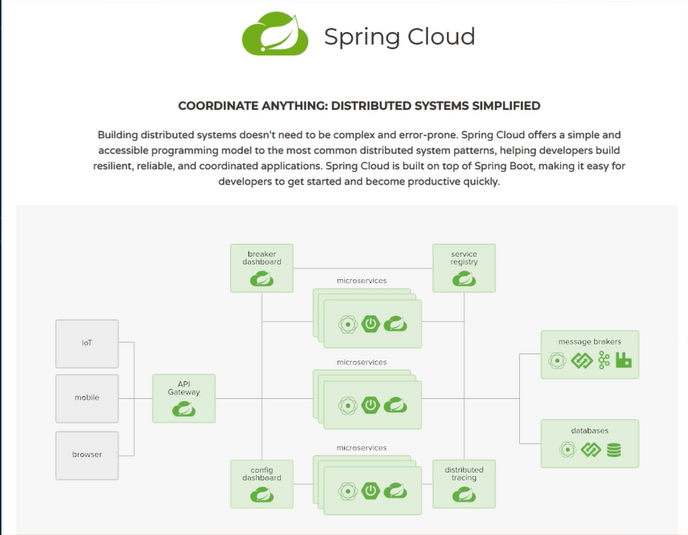 Spring Cloud
COORDINATE ANYTHING: DISTRIBUTED SYSTEMS SIMPLIFIED
Building distributed systems doesn't need to be complex and error-prone. Spring Cloud offers a simple and
accessible programming model to the most common distributed system patterns, helping developers build
resilient, reliable, and coordinated applications. Spring Cloud is built on top of Spring Boot, making it easy for
developers to get started and become productive quickly.
breaker
dashboard
service
registry
microservices
IoT
message brokers
microservices
API
Gateway
mobile
databases
microservices
browser
config
dashboard
distributed
tracing